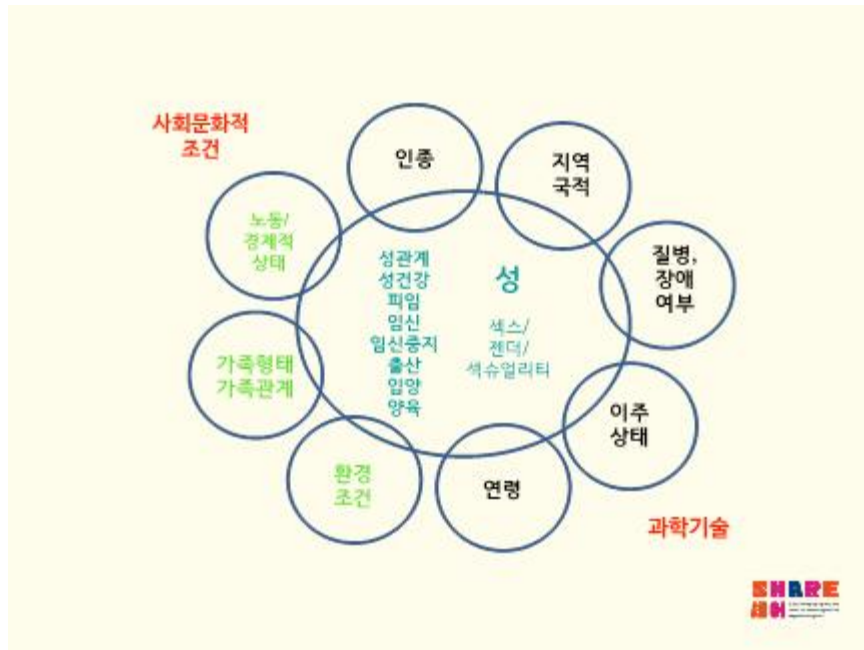 사회문화적
조건
인종
지역
국적
노동/
경제적
상태
질병,
장애
여부
성관계
성건강
피임
임신
임신중지
출산
입양
양육
성
섹스/
젠더/
섹슈얼리티
가족형태
가족관계
이주
상태
환경
조건
연령
과학기술
SHARE
셰어